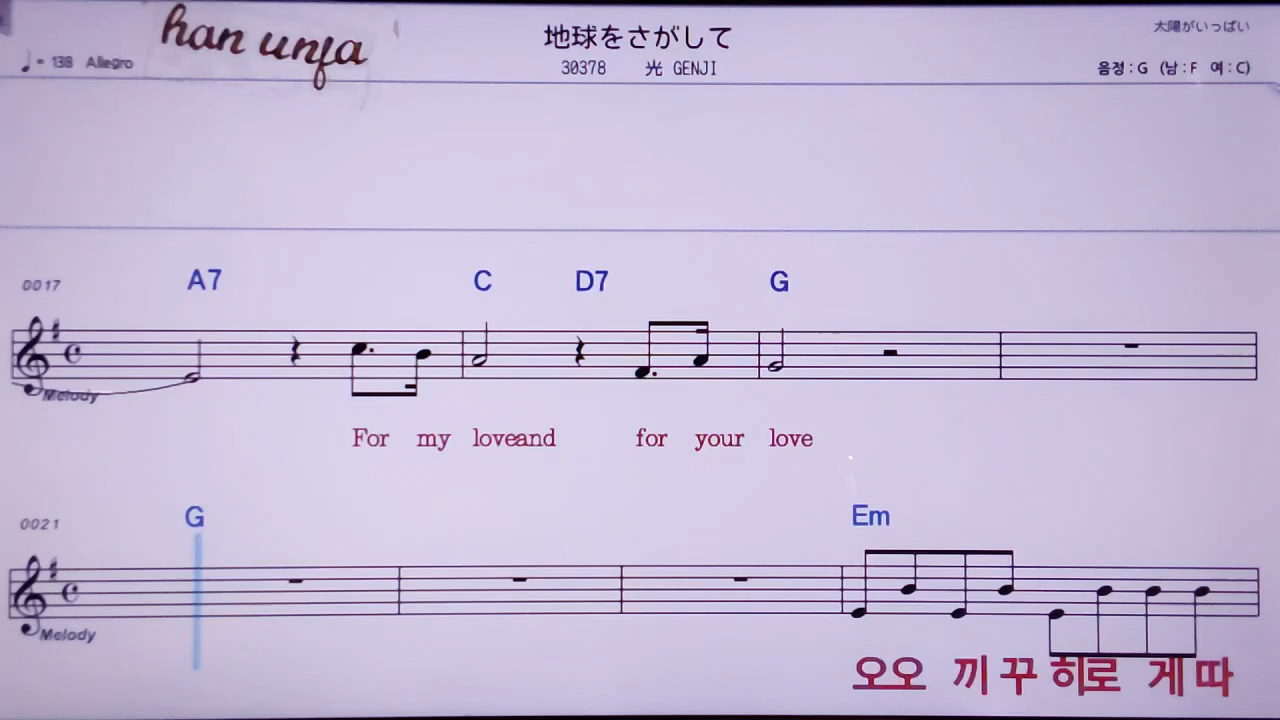 han unfa
地球をさがして
太陽がいっぱい
♩= 138 Allegro
30378 光 GENJI
음정 : G (남 : F 여 : C)
0017 A7 C D7 G
Melody
For my loveand for your love
0021 G Em
Melody
오오 끼 꾸 히로 게 따